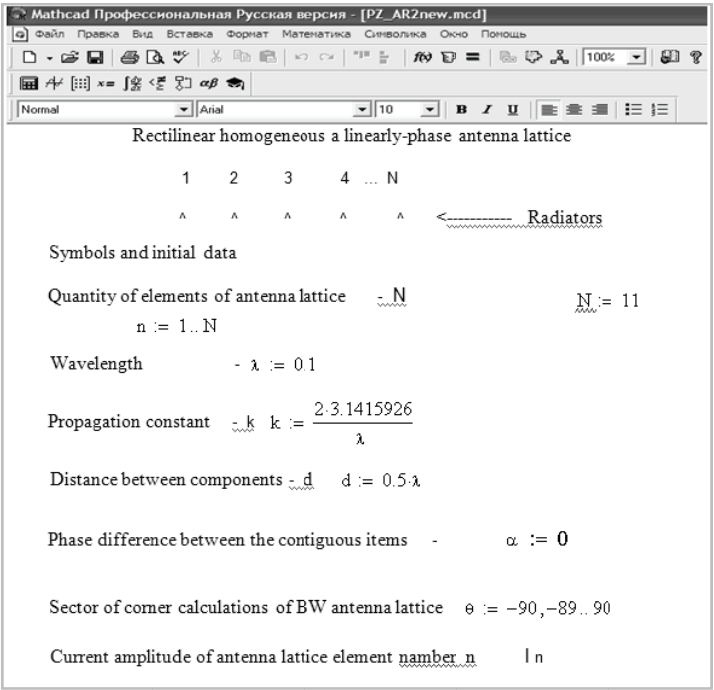 Mathcad Профессиональная Русская версия - [PZ_AR2new.mcd]
Файл Правка Вид Вставка Формат Математика Символика Окно Помощь
100%
Normal Arial 10 B I U
Rectilinear homogeneous a linearly-phase antenna lattice
1 2 3 4 ... N
^ ^ ^ ^ ^ <----------- Radiators
Symbols and initial data
Quantity of elements of antenna lattice - N N := 11
n := 1.. N
Wavelength - λ := 0.1
Propagation constant - k k := 2·3.1415926 / λ
Distance between components - d d := 0.5·λ
Phase difference between the contiguous items - α := 0
Sector of corner calculations of BW antenna lattice θ := −90,−89.. 90
Current amplitude of antenna lattice element namber n I n